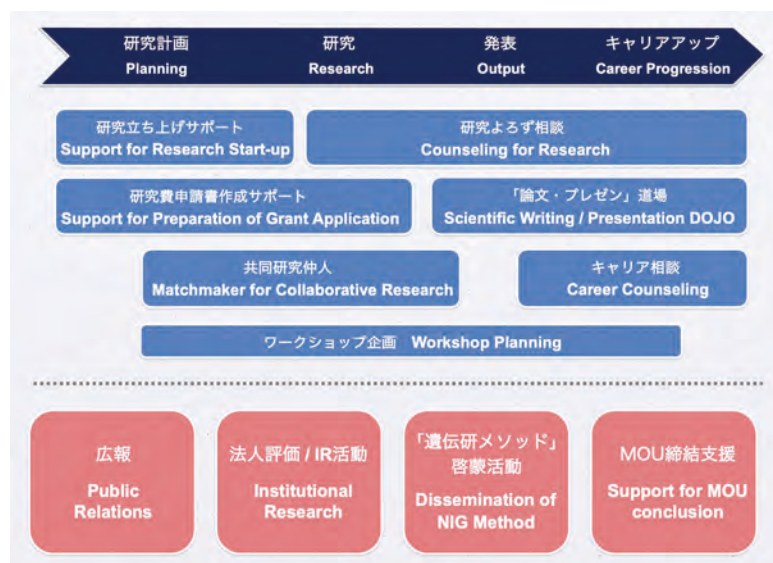 研究計画
Planning
研究
Research
発表
Output
キャリアアップ
Career Progression
研究立ち上げサポート
Support for Research Start-up
研究よろず相談
Counseling for Research
研究費申請書作成サポート
Support for Preparation of Grant Application
「論文・プレゼン」道場
Scientific Writing / Presentation DOJO
共同研究仲人
Matchmaker for Collaborative Research
キャリア相談
Career Counseling
ワークショップ企画 Workshop Planning
広報
Public
Relations
法人評価 / IR活動
Institutional
Research
「遺伝研メソッド」
啓蒙活動
Dissemination of
NIG Method
MOU締結支援
Support for MOU
conclusion